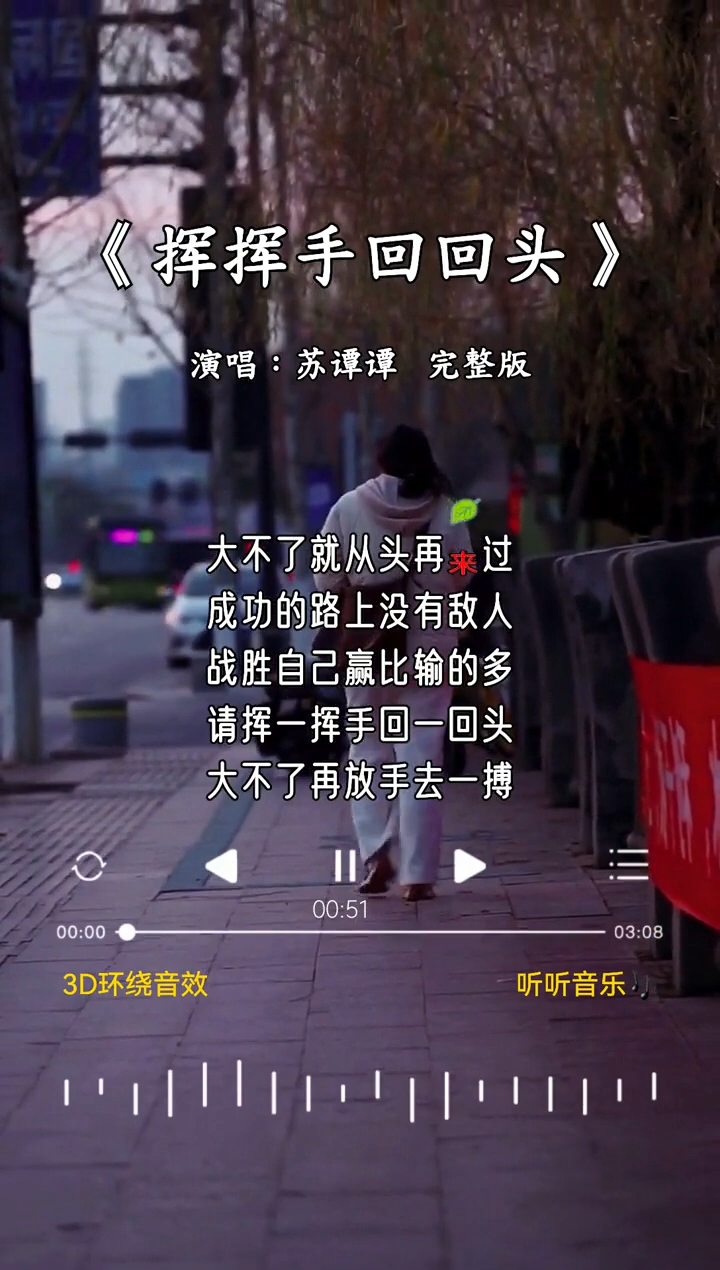 《挥挥手回回头》
演唱：苏谭谭 完整版
大不了就从头再来过
成功的路上没有敌人
战胜自己赢比输的多
请挥一挥手回一回头
大不了再放手去一搏
00:51
00:00 03:08
3D环绕音效 听听音乐